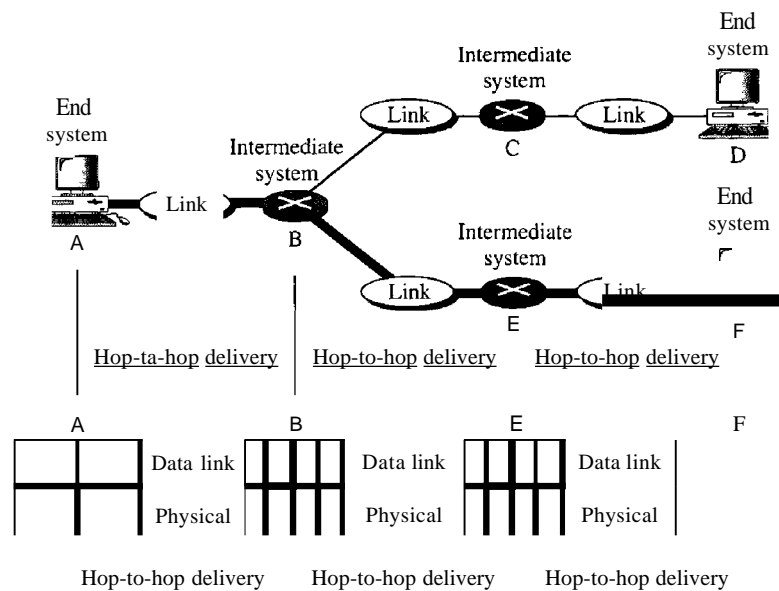 End
system
Intermediate
system
Link
C
Link
D
End
system
A
Link
Intermediate
system
B
Intermediate
system
Link
E
Link
End
system
F
Hop-ta-hop delivery
Hop-to-hop delivery
Hop-to-hop delivery
A
B
E
F
Data link
Data link
Data link
Physical
Physical
Physical
Hop-to-hop delivery
Hop-to-hop delivery
Hop-to-hop delivery